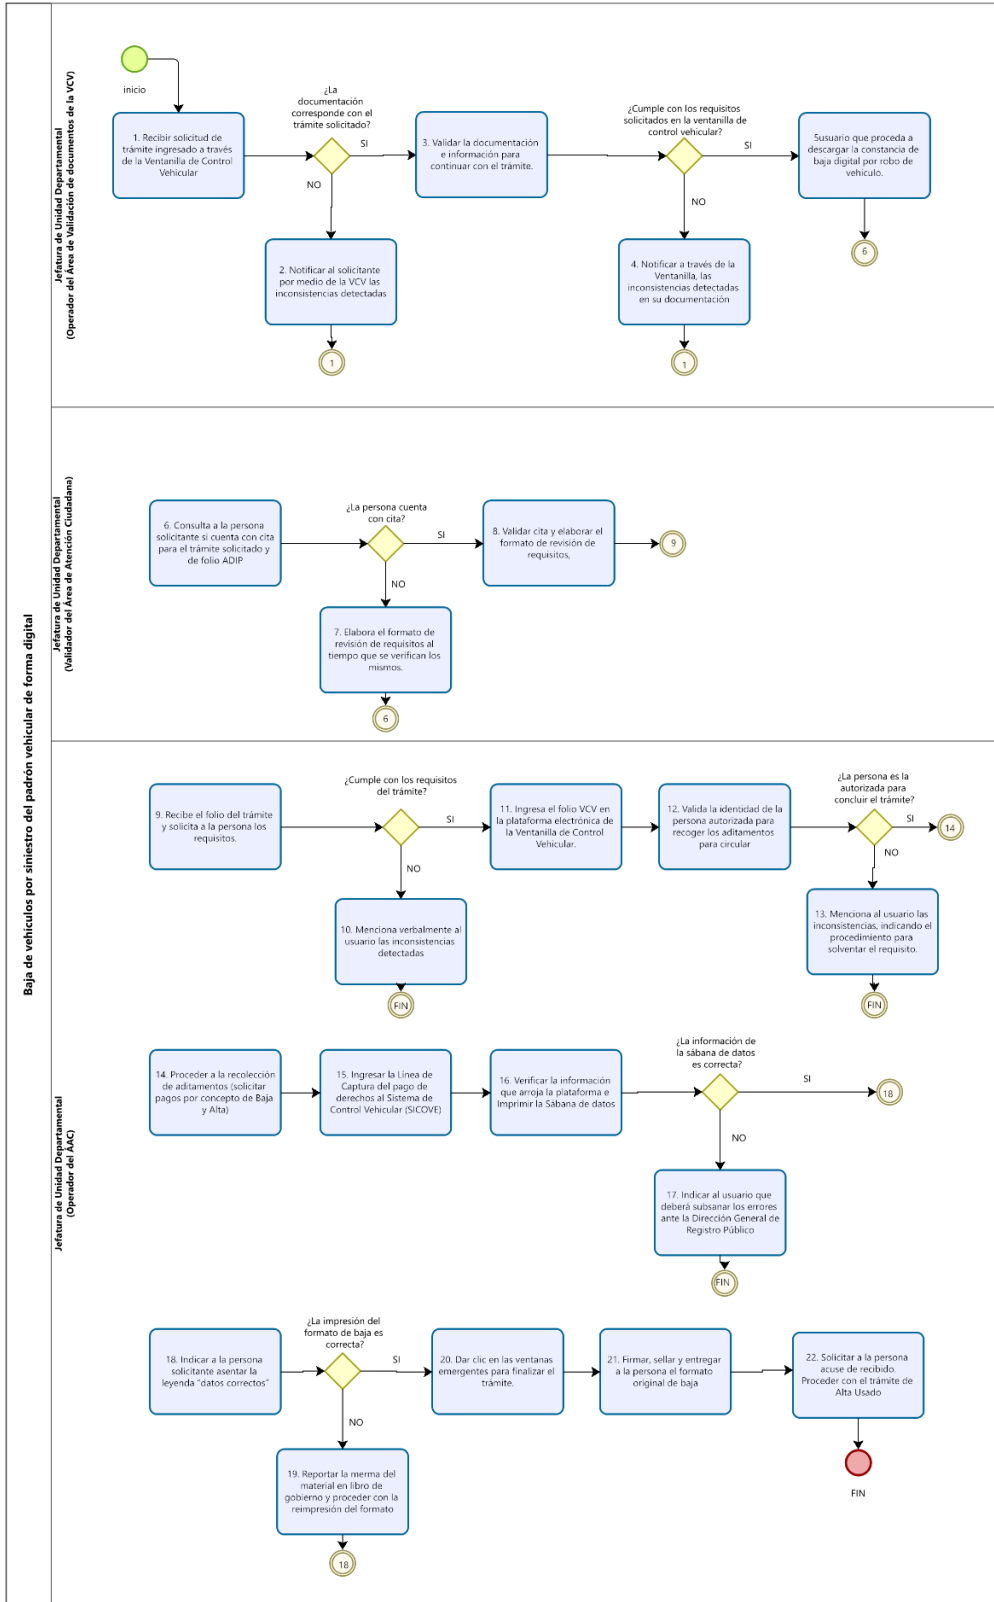 Baja de vehículos por siniestro del padrón vehicular de forma digital
Jefatura de Unidad Departamental
(Operador del Área de Validación de documentos de la VCV)
inicio
1. Recibir solicitud de
trámite ingresado a través
de la Ventanilla de Control
Vehicular
¿La
documentación
corresponde con el
trámite solicitado?
SI
NO
2. Notificar al solicitante
por medio de la VCV las
inconsistencias detectadas
1
3. Validar la documentación
e información para
continuar con el trámite.
¿Cumple con los requisitos
solicitados en la ventanilla de
control vehicular?
SI
NO
4. Notificar a través de la
Ventanilla, las
inconsistencias detectadas
en su documentación
1
5usuario que proceda a
descargar la constancia de
baja digital por robo de
vehículo.
6
Jefatura de Unidad Departamental
(Validador del Área de Atención Ciudadana)
6. Consulta a la persona
solicitante si cuenta con cita
para el trámite solicitado y
de folio ADIP
¿La persona cuenta
con cita?
SI
NO
7. Elabora el formato de
revisión de requisitos al
tiempo que se verifican los
mismos.
6
8. Validar cita y elaborar el
formato de revisión de
requisitos,
9
Jefatura de Unidad Departamental
(Operador del ÁAC)
9. Recibe el folio del trámite
y solicita a la persona los
requisitos.
¿Cumple con los requisitos
del trámite?
SI
NO
10. Menciona verbalmente al
usuario las inconsistencias
detectadas
FIN
11. Ingresa el folio VCV en
la plataforma electrónica de
la Ventanilla de Control
Vehicular.
12. Valida la identidad de la
persona autorizada para
recoger los aditamentos
para circular
¿La persona es la
autorizada para
concluir el trámite?
SI
14
NO
13. Menciona al usuario las
inconsistencias, indicando el
procedimiento para
solventar el requisito.
FIN
14. Proceder a la recolección
de aditamentos (solicitar
pagos por concepto de Baja
y Alta)
15. Ingresar la Línea de
Captura del pago de
derechos al Sistema de
Control Vehicular (SICOVE)
16. Verificar la información
que arroja la plataforma e
Imprimir la Sábana de datos
¿La información de
la sábana de datos
es correcta?
SI
18
NO
17. Indicar al usuario que
deberá subsanar los errores
ante la Dirección General de
Registro Público
FIN
18. Indicar a la persona
solicitante asentar la
leyenda “datos correctos”
¿La impresión del
formato de baja es
correcta?
SI
NO
19. Reportar la merma del
material en libro de
gobierno y proceder con la
reimpresión del formato
18
20. Dar clic en las ventanas
emergentes para finalizar el
trámite.
21. Firmar, sellar y entregar
a la persona el formato
original de baja
22. Solicitar a la persona
acuse de recibido.
Proceder con el trámite de
Alta Usado
FIN